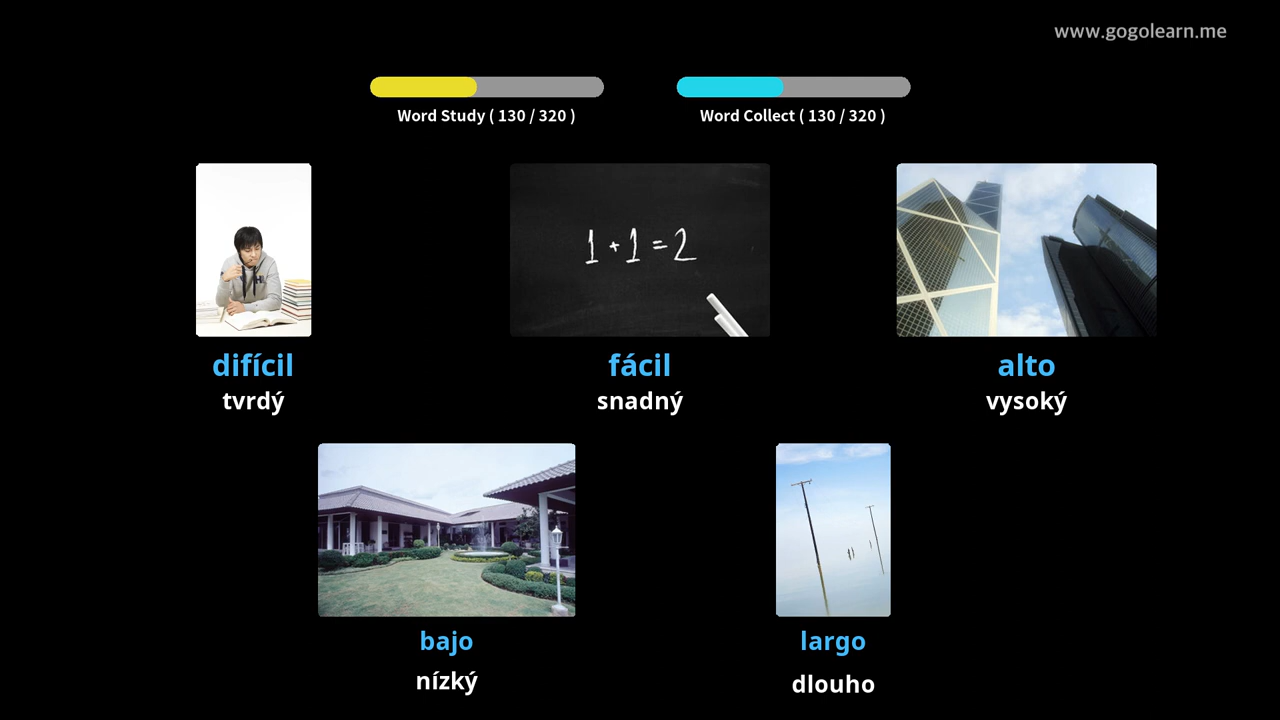 www.gogolearn.me
Word Study ( 130 / 320 )
Word Collect ( 130 / 320 )
1 + 1 = 2
difícil
tvrdý
fácil
snadný
alto
vysoký
bajo
nízký
largo
dlouho